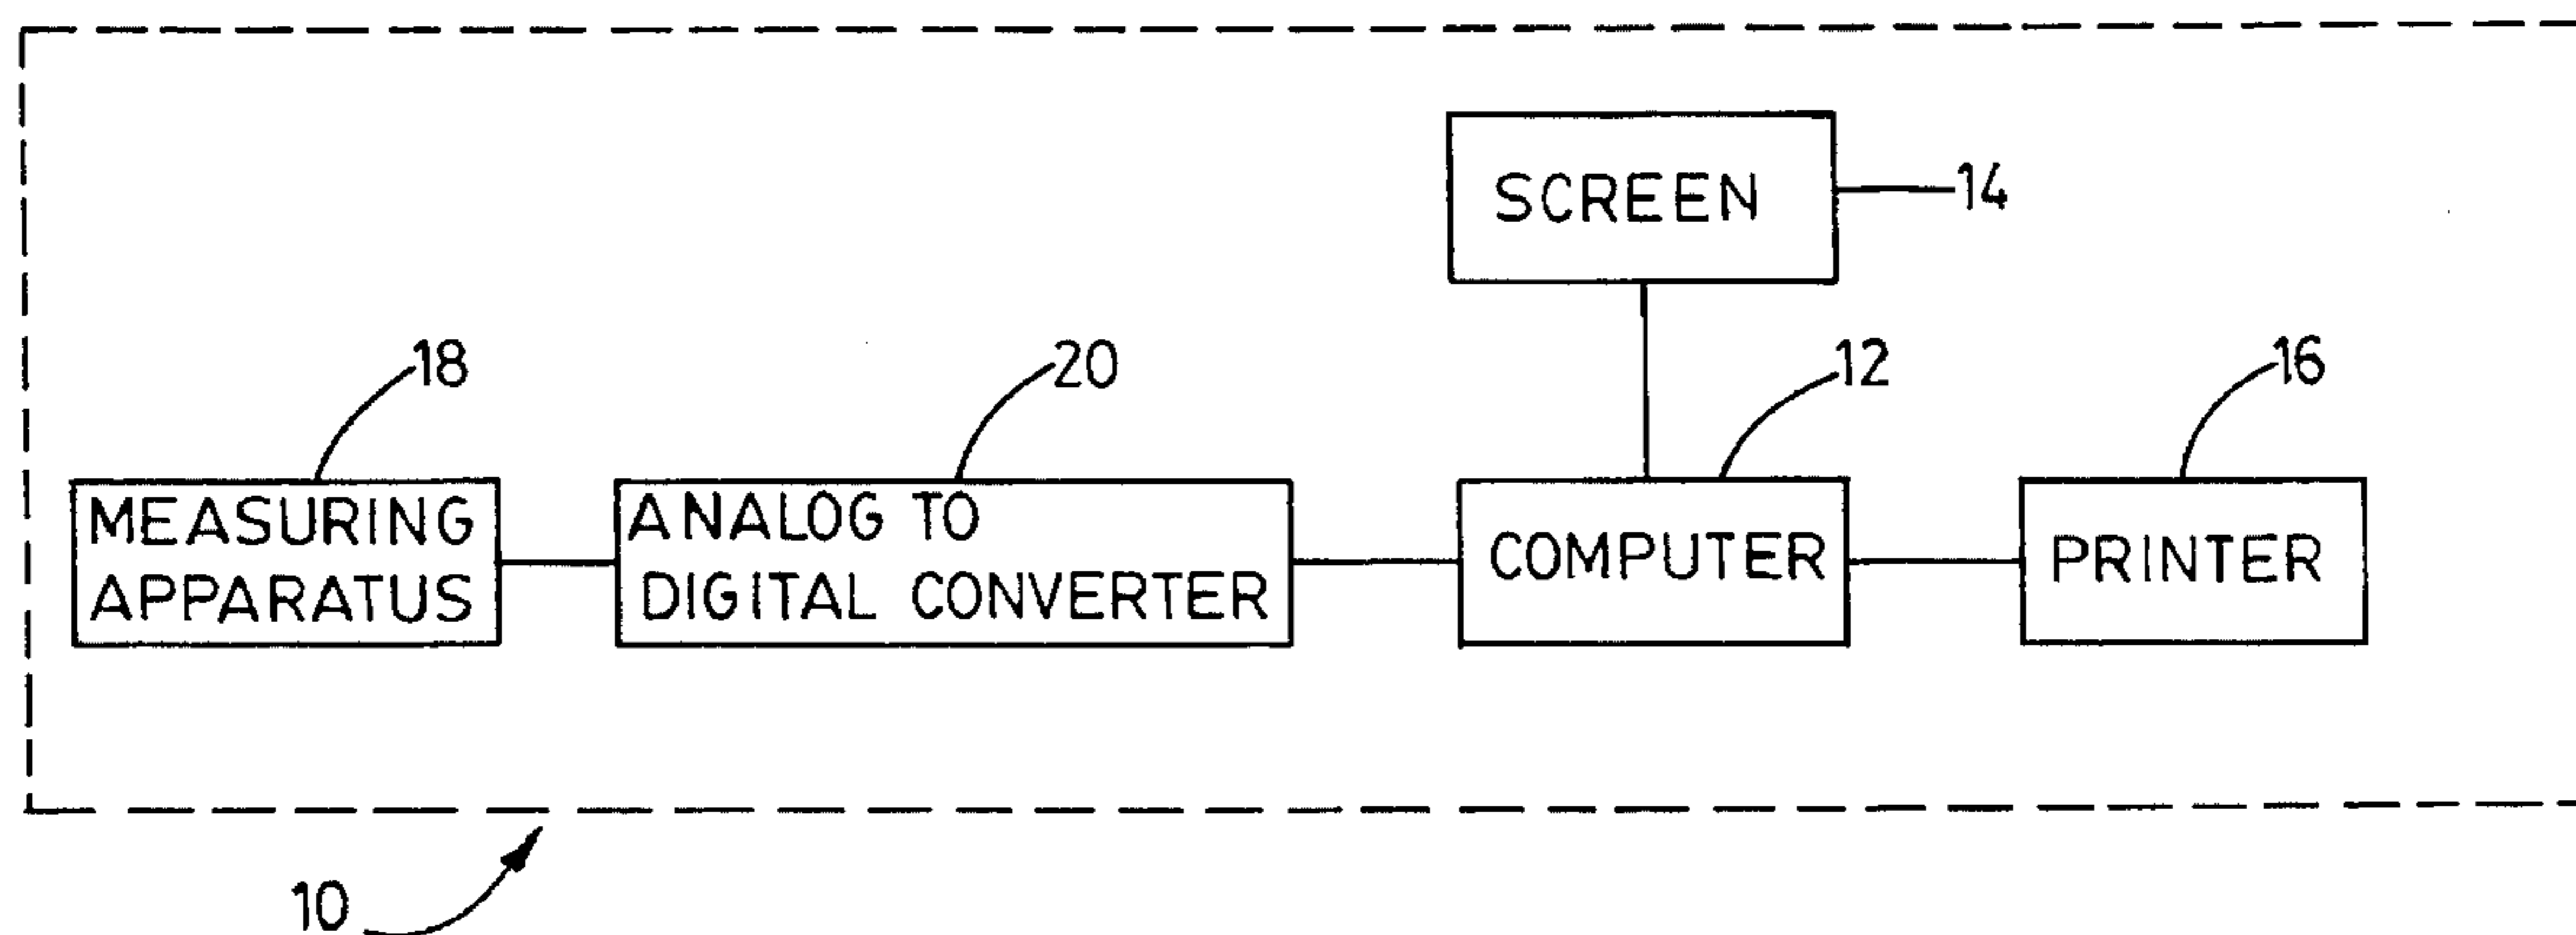 SCREEN
14
18
20
12
16
MEASURING
APPARATUS
ANALOG TO
DIGITAL CONVERTER
COMPUTER
PRINTER
10